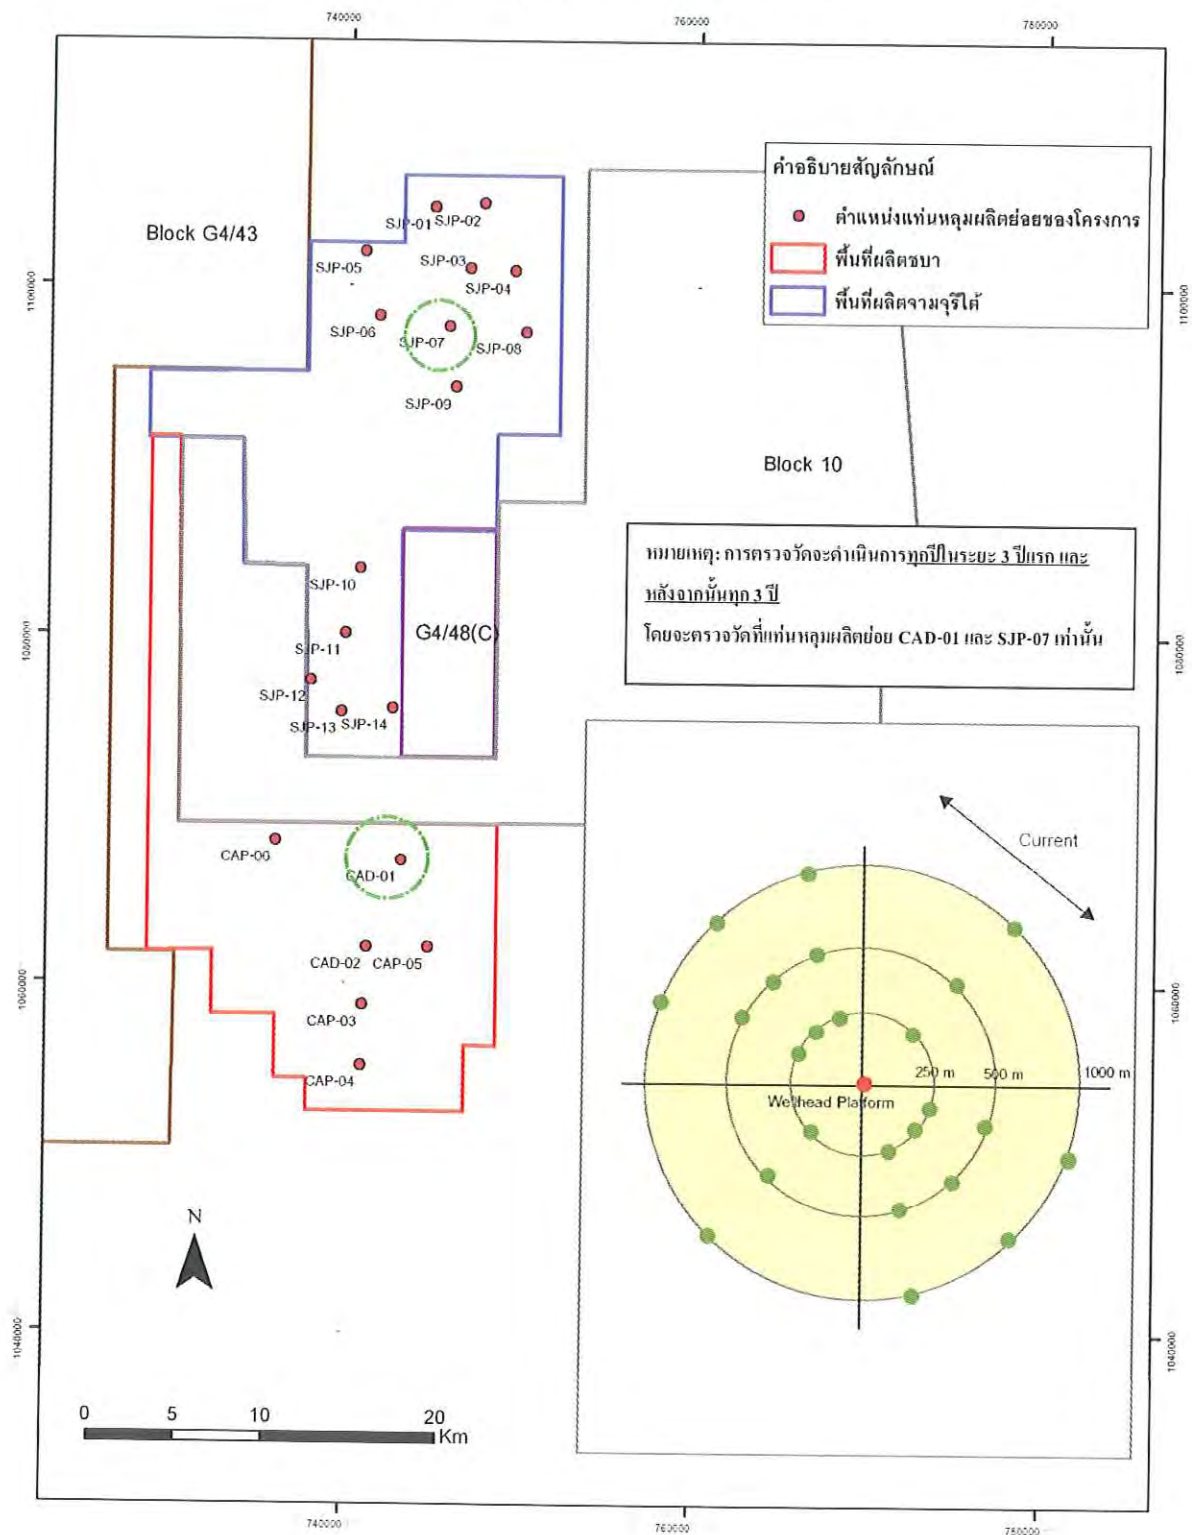 740000
760000
780000
คำอธิบายสัญลักษณ์
ตำแหน่งแท่นหลุมผลิตย่อยของโครงการ
พื้นที่ผลิตชบา
พื้นที่ผลิตจามจุรีใต้
Block G4/43
SJP-01
SJP-02
SJP-05
SJP-03
SJP-04
1100000
1100000
SJP-06
SJP-07
SJP-08
SJP-09
Block 10
หมายเหตุ: การตรวจวัดจะดำเนินการทุกปีในระยะ 3 ปีแรก และ
หลังจากนั้นทุก 3 ปี
โดยจะตรวจวัดที่แท่นหลุมผลิตย่อย CAD-01 และ SJP-07 เท่านั้น
SJP-10
G4/48(C)
1080000
1080000
SJP-11
SJP-12
SJP-13
SJP-14
Current
CAP-06
CAD-01
CAD-02
CAP-05
1060000
1060000
CAP-03
CAP-04
250 m
500 m
1000 m
Wellhead Platform
N
1040000
1040000
0
5
10
20
Km
740000
760000
780000